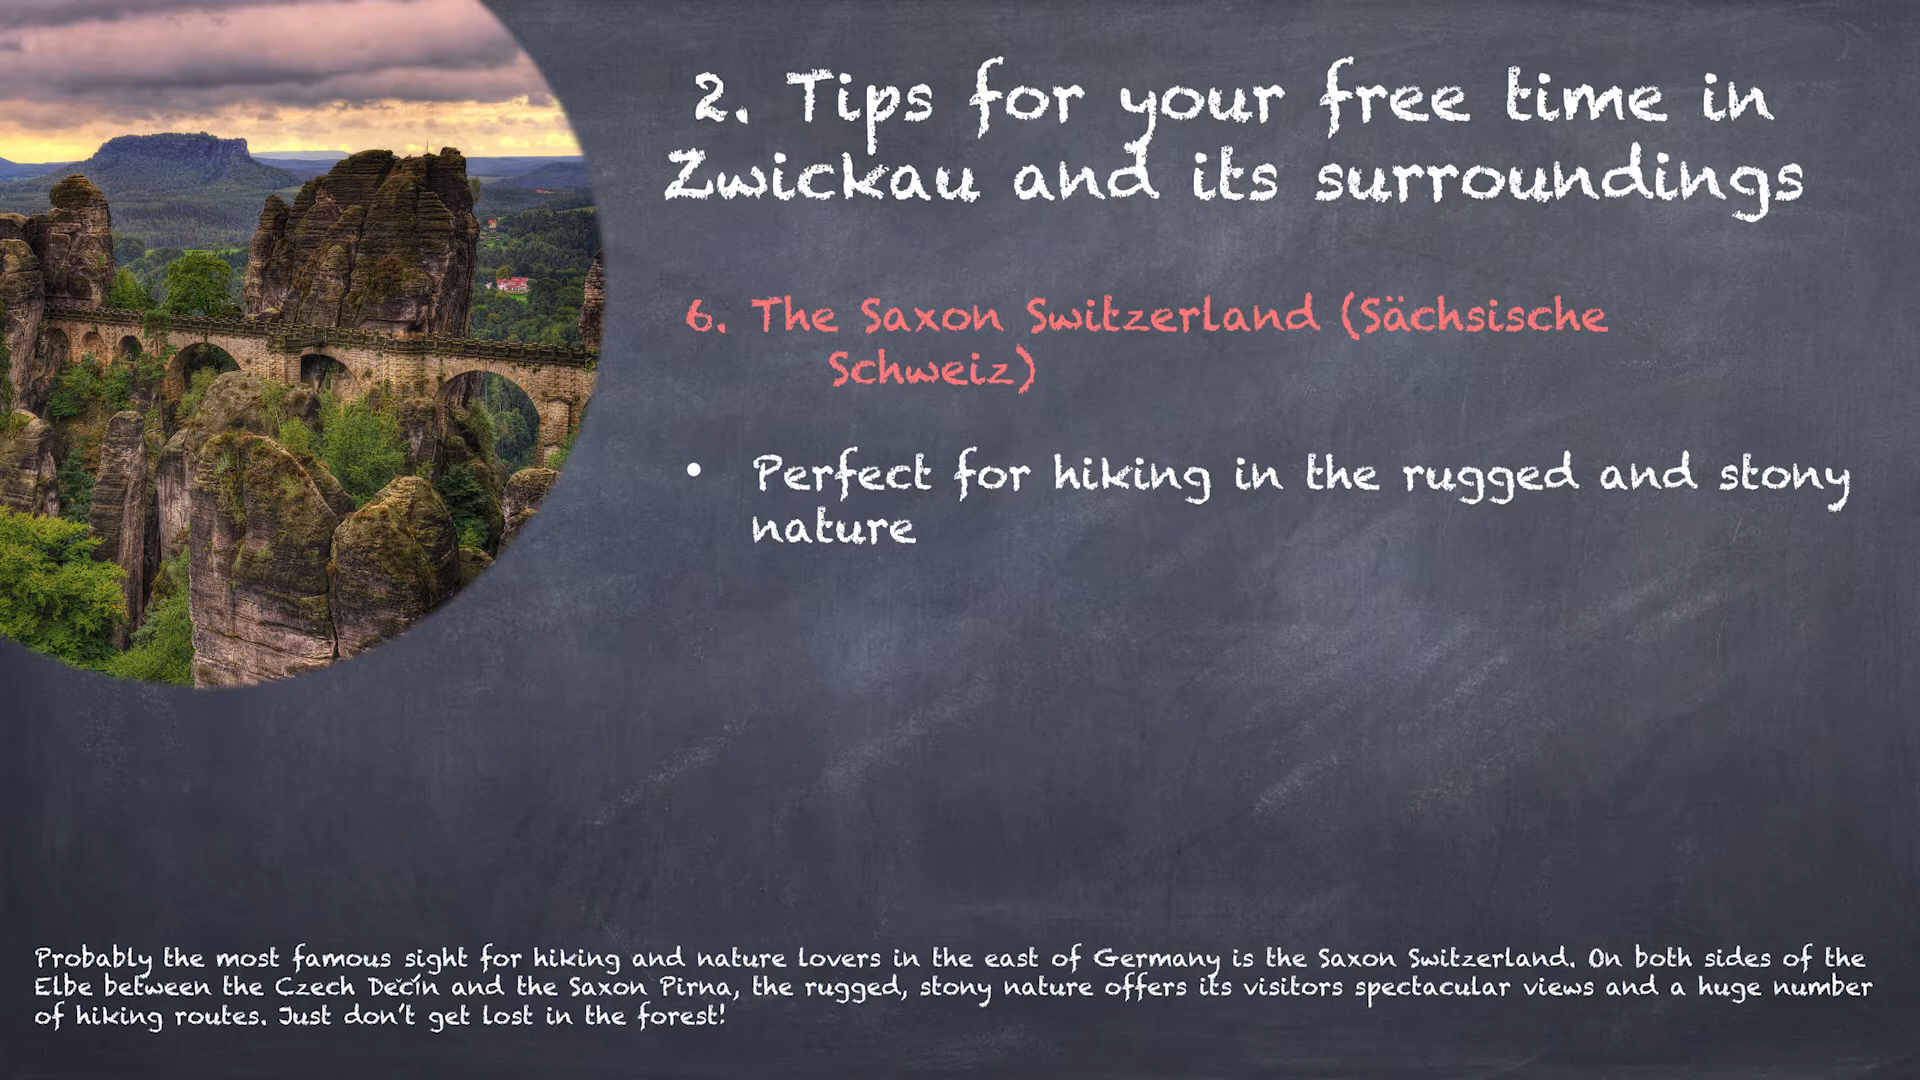 2. Tips for your free time in
Zwickau and its surroundings
6. The Saxon Switzerland (Sächsische
Schweiz)
• Perfect for hiking in the rugged and stony
nature
Probably the most famous sight for hiking and nature lovers in the east of Germany is the Saxon Switzerland. On both sides of the
Elbe between the Czech Děcín and the Saxon Pirna, the rugged, stony nature offers its visitors spectacular views and a huge number
of hiking routes. Just don't get lost in the forest!